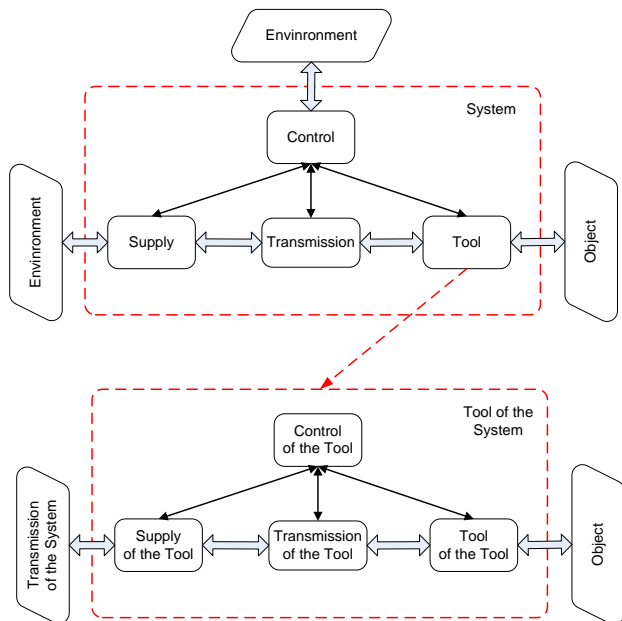 Envinronment
System
Control
Envinronment
Supply
Transmission
Tool
Object
Tool of the
System
Control
of the Tool
Transmission
of the System
Supply
of the Tool
Transmission
of the Tool
Tool
of the Tool
Object